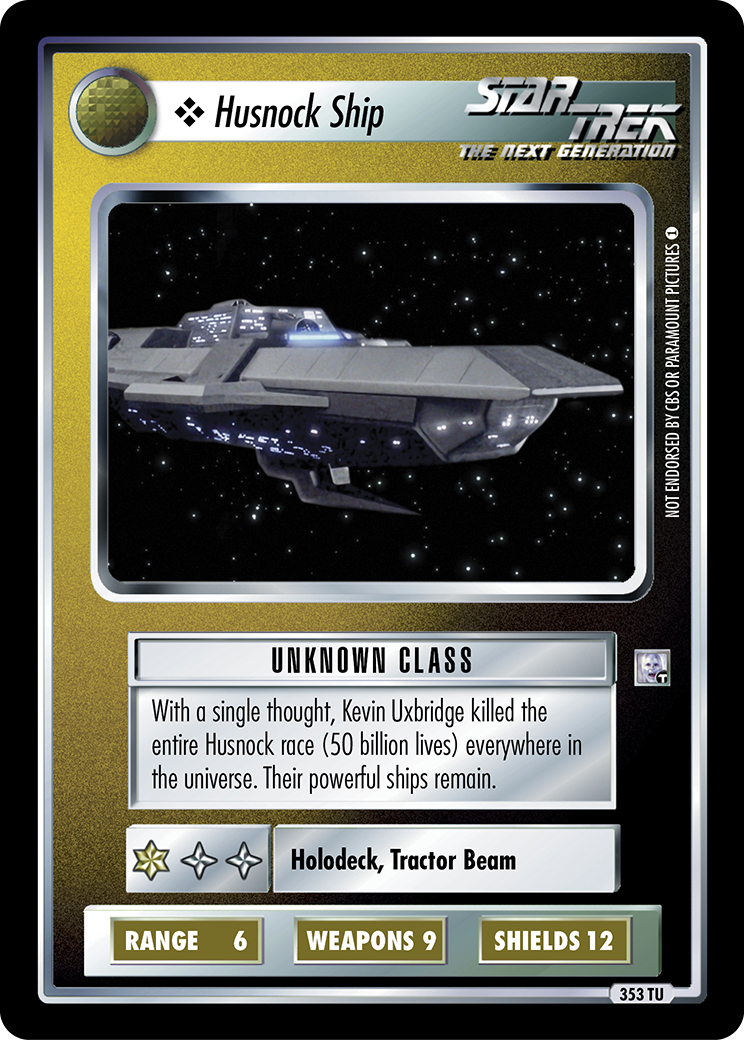 ❖ Husnock Ship
STAR TREK
THE NEXT GENERATION
NOT ENDORSED BY CBS OR PARAMOUNT PICTURES 1
UNKNOWN CLASS
With a single thought, Kevin Uxbridge killed the
entire Husnock race (50 billion lives) everywhere in
the universe. Their powerful ships remain.
T
Holodeck, Tractor Beam
RANGE 6
WEAPONS 9
SHIELDS 12
353 TU